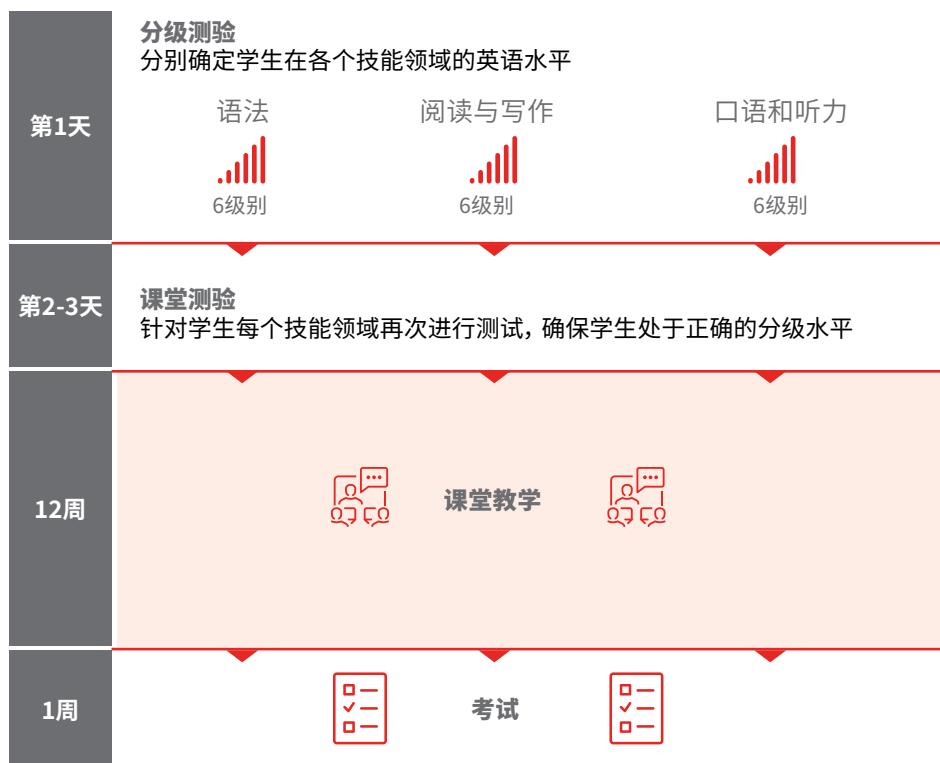 第1天
分级测验
分别确定学生在各个技能领域的英语水平
语法
阅读与写作
口语和听力
6级别
6级别
6级别
第2-3天
课堂测验
针对学生每个技能领域再次进行测试，确保学生处于正确的分级水平
12周
课堂教学
1周
考试